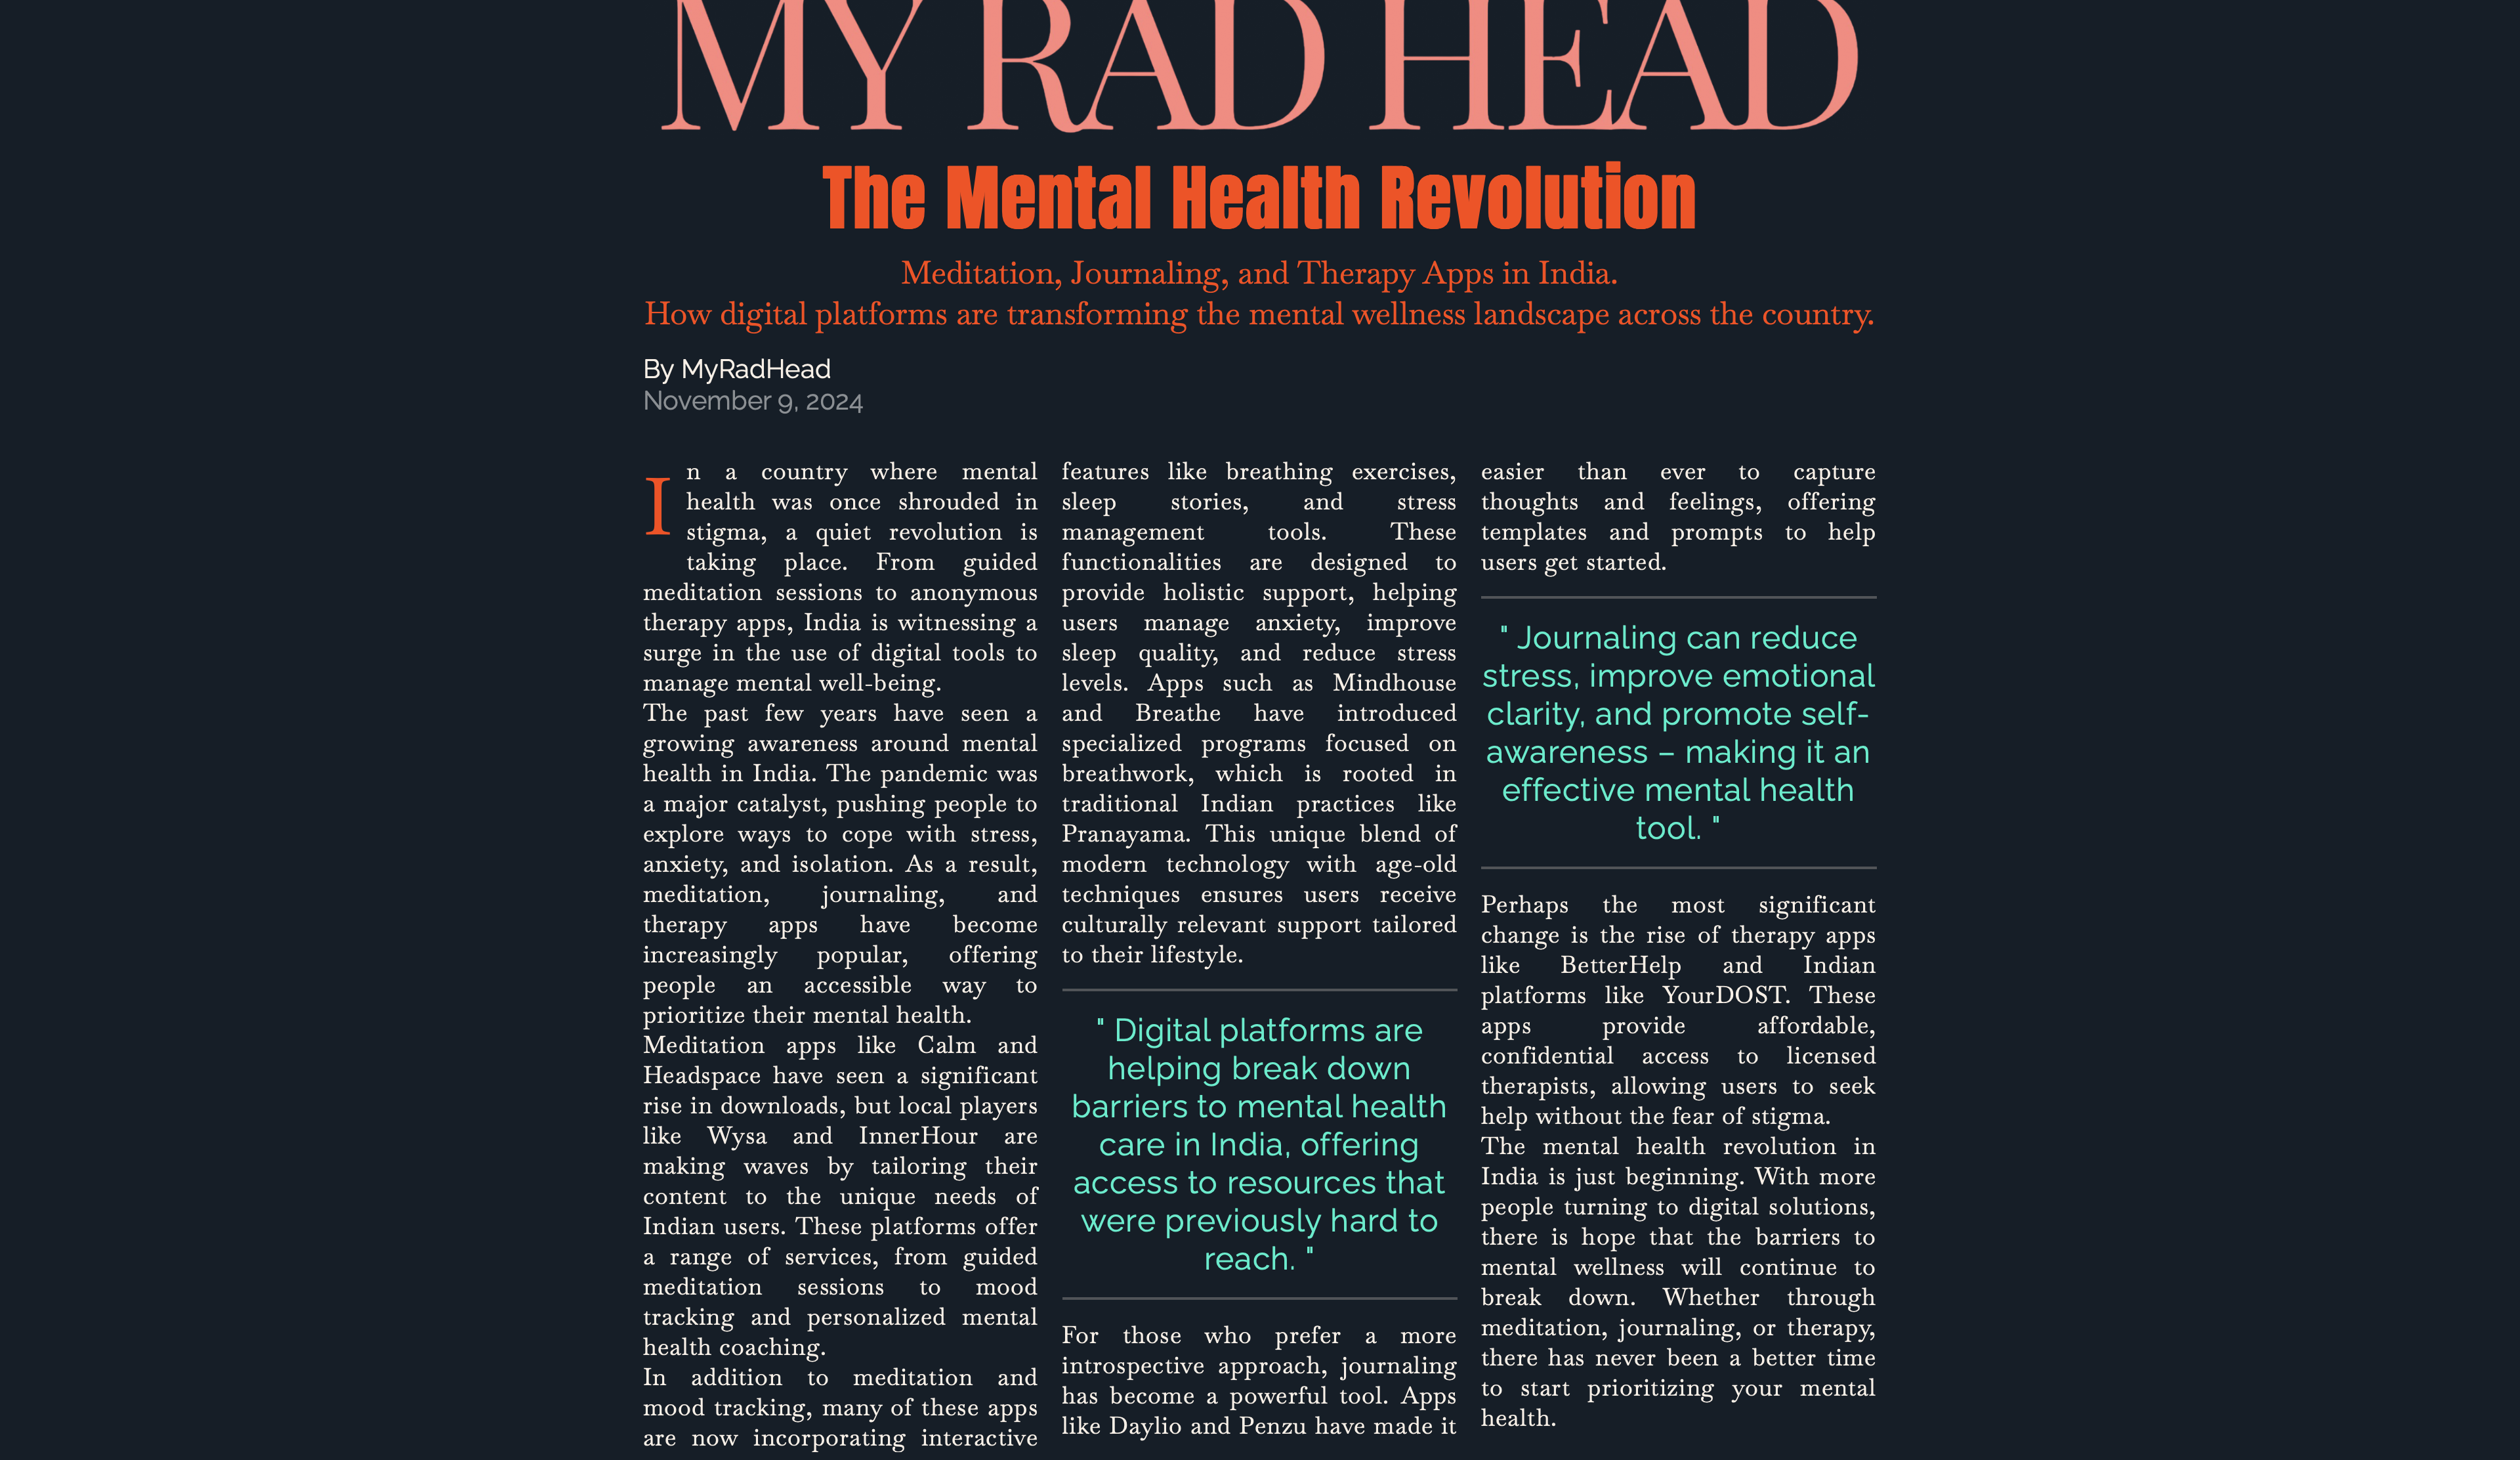 MY RAD HEAD
The Mental Health Revolution
Meditation, Journaling, and Therapy Apps in India.
How digital platforms are transforming the mental wellness landscape across the country.
By MyRadHead
November 9, 2024
In a country where mental
health was once shrouded in
stigma, a quiet revolution is
taking place. From guided
meditation sessions to anonymous
therapy apps, India is witnessing a
surge in the use of digital tools to
manage mental well-being.
The past few years have seen a
growing awareness around mental
health in India. The pandemic was
a major catalyst, pushing people to
explore ways to cope with stress,
anxiety, and isolation. As a result,
meditation, journaling, and
therapy apps have become
increasingly popular, offering
people an accessible way to
prioritize their mental health.
Meditation apps like Calm and
Headspace have seen a significant
rise in downloads, but local players
like Wysa and InnerHour are
making waves by tailoring their
content to the unique needs of
Indian users. These platforms offer
a range of services, from guided
meditation sessions to mood
tracking and personalized mental
health coaching.
In addition to meditation and
mood tracking, many of these apps
are now incorporating interactive
features like breathing exercises,
sleep stories, and stress
management tools. These
functionalities are designed to
provide holistic support, helping
users manage anxiety, improve
sleep quality, and reduce stress
levels. Apps such as Mindhouse
and Breathe have introduced
specialized programs focused on
breathwork, which is rooted in
traditional Indian practices like
Pranayama. This unique blend of
modern technology with age-old
techniques ensures users receive
culturally relevant support tailored
to their lifestyle.
" Digital platforms are
helping break down
barriers to mental health
care in India, offering
access to resources that
were previously hard to
reach. "
For those who prefer a more
introspective approach, journaling
has become a powerful tool. Apps
like Daylio and Penzu have made it
easier than ever to capture
thoughts and feelings, offering
templates and prompts to help
users get started.
" Journaling can reduce
stress, improve emotional
clarity, and promote self-
awareness – making it an
effective mental health
tool. "
Perhaps the most significant
change is the rise of therapy apps
like BetterHelp and Indian
platforms like YourDOST. These
apps provide affordable,
confidential access to licensed
therapists, allowing users to seek
help without the fear of stigma.
The mental health revolution in
India is just beginning. With more
people turning to digital solutions,
there is hope that the barriers to
mental wellness will continue to
break down. Whether through
meditation, journaling, or therapy,
there has never been a better time
to start prioritizing your mental
health.